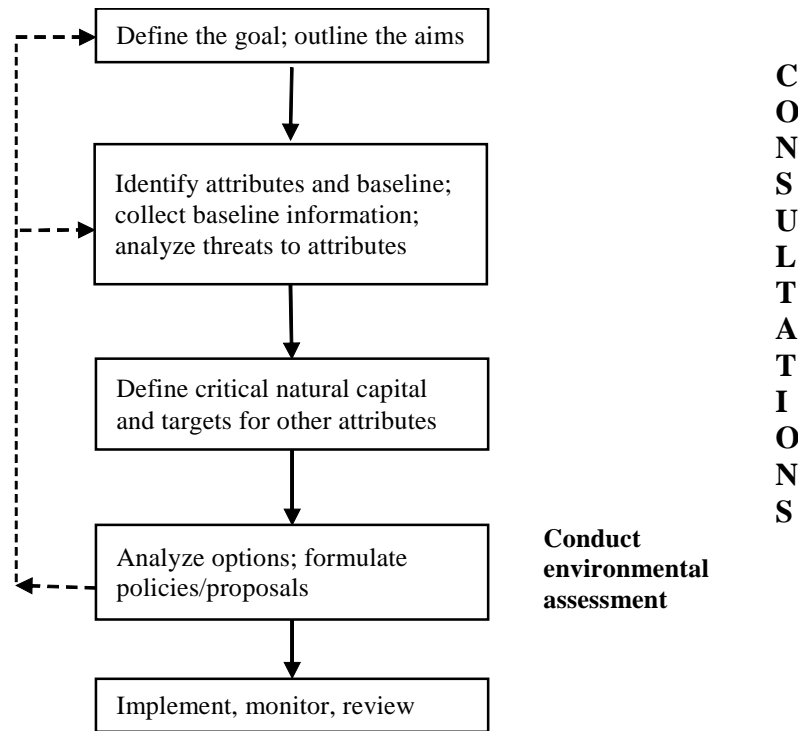 Define the goal; outline the aims
Identify attributes and baseline;
collect baseline information;
analyze threats to attributes
Define critical natural capital
and targets for other attributes
Analyze options; formulate
policies/proposals
Conduct
environmental
assessment
Implement, monitor, review
C
O
N
S
U
L
T
A
T
I
O
N
S